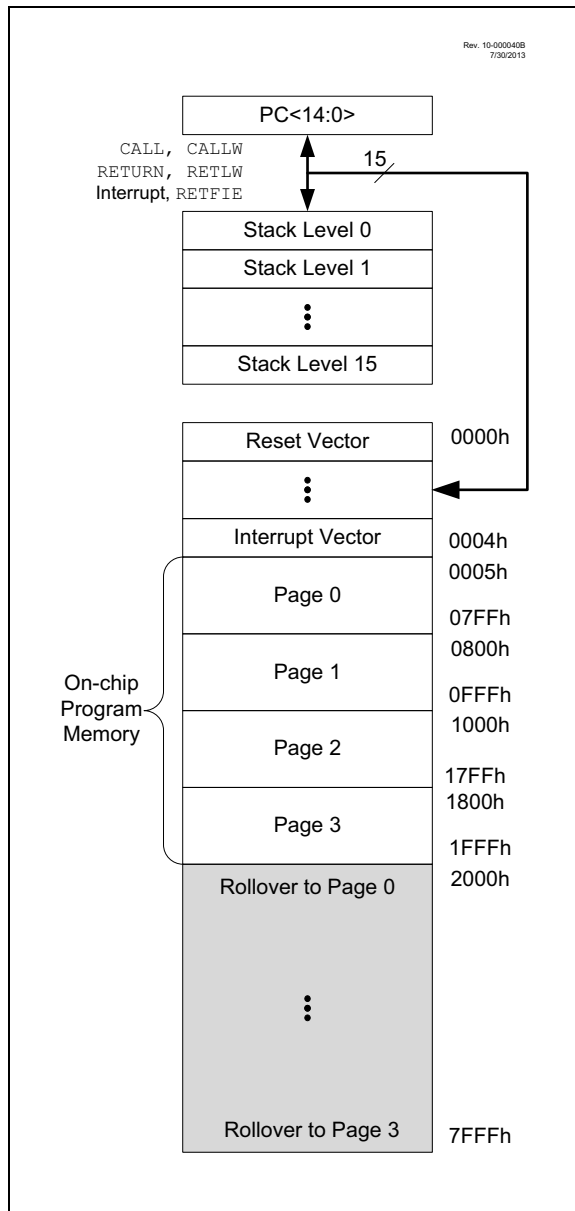 Rev. 10-000040B
7/30/2013
PC<14:0>
CALL, CALLW
RETURN, RETLW
Interrupt, RETFIE
15
Stack Level 0
Stack Level 1
Stack Level 15
Reset Vector
0000h
Interrupt Vector
0004h
0005h
Page 0
07FFh
0800h
Page 1
0FFFh
1000h
On-chip
Program
Memory
Page 2
17FFh
1800h
Page 3
1FFFh
2000h
Rollover to Page 0
Rollover to Page 3
7FFFh